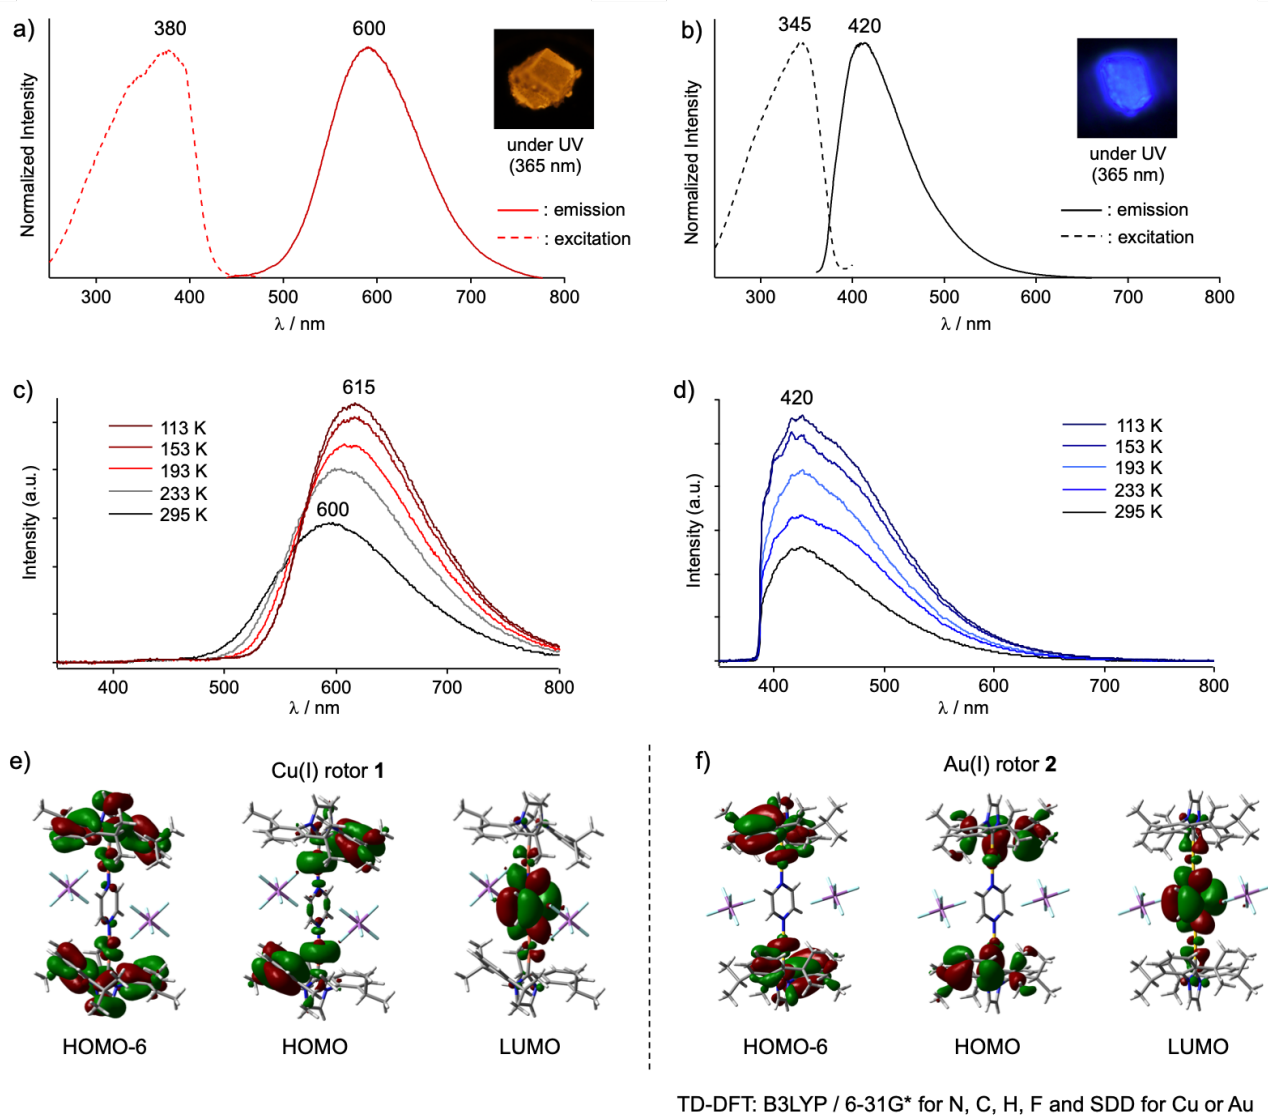 a)
380
600
Normalized Intensity
under UV
(365 nm)
: emission
: excitation
300
400
500
600
700
800
λ / nm
b)
345
420
Normalized Intensity
under UV
(365 nm)
: emission
: excitation
300
400
500
600
700
800
λ / nm
c)
615
600
Intensity (a.u.)
113 K
153 K
193 K
233 K
295 K
400
500
600
700
800
λ / nm
d)
420
Intensity (a.u.)
113 K
153 K
193 K
233 K
295 K
400
500
600
700
800
λ / nm
e)
Cu(I) rotor 1
HOMO-6
HOMO
LUMO
f)
Au(I) rotor 2
HOMO-6
HOMO
LUMO
TD-DFT: B3LYP / 6-31G* for N, C, H, F and SDD for Cu or Au